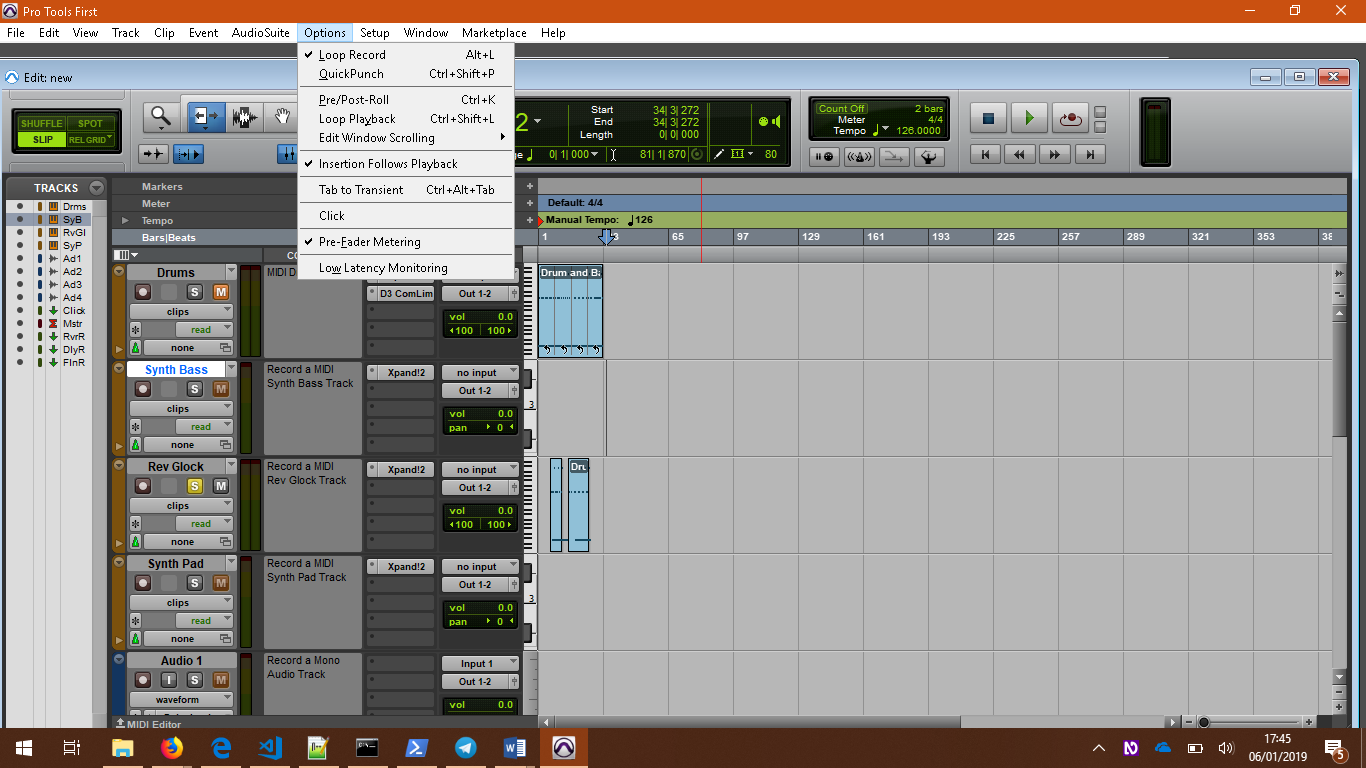 Pro Tools First
File Edit View Track Clip Event AudioSuite Options Setup Window Marketplace Help
Edit: new
Loop Record Alt+L
QuickPunch Ctrl+Shift+P
Pre/Post-Roll Ctrl+K
Loop Playback Ctrl+Shift+L
Edit Window Scrolling
Insertion Follows Playback
Tab to Transient Ctrl+Alt+Tab
Click
Pre-Fader Metering
Low Latency Monitoring
SHUFFLE SPOT
SLIP REL GRID
2
Start 34| 3| 272
End 34| 3| 272
Length 0| 0| 000
0| 1| 000 81| 1| 870 80
Count Off 2 bars
Meter 4/4
Tempo 126.0000
TRACKS
Drms
SyB
RvGl
SyP
Ad1
Ad2
Ad3
Ad4
Click
Mstr
RvrR
DlyR
FlnR
Markers
Meter Default: 4/4
Tempo Manual Tempo: 126
Bars|Beats 1 3 65 97 129 161 193 225 257 289 321 353 38
CO
Drums MIDI D
S M
D3 ComLim Out 1-2
clips
vol 0.0
read 100 100
none
Drum and Ba
Synth Bass Record a MIDI Xpand!2 no input
Synth Bass Track
S M Out 1-2
clips 3
vol 0.0
read pan 0
none
Rev Glock Record a MIDI Xpand!2 no input Dru
Rev Glock Track
S M Out 1-2
clips
vol 0.0
read 100 100
none
Synth Pad Record a MIDI Xpand!2 no input
Synth Pad Track
S M Out 1-2
clips 3
vol 0.0
read pan 0
none
Audio 1 Record a Mono Input 1
Audio Track
I S M Out 1-2
waveform
vol 0.0
MIDI Editor
17:45
06/01/2019
5